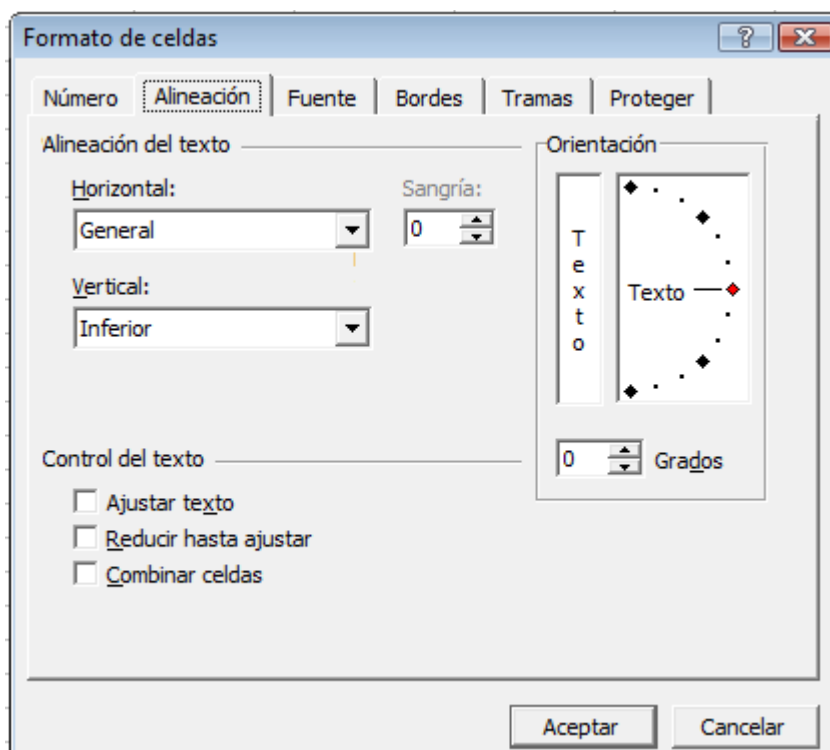 Formato de celdas
Número Alineación Fuente Bordes Tramas Proteger
Alineación del texto
Horizontal:
General
Sangría:
0
Vertical:
Inferior
Orientación
T
e
x
t
o
Texto
0 Grados
Control del texto
Ajustar texto
Reducir hasta ajustar
Combinar celdas
Aceptar Cancelar